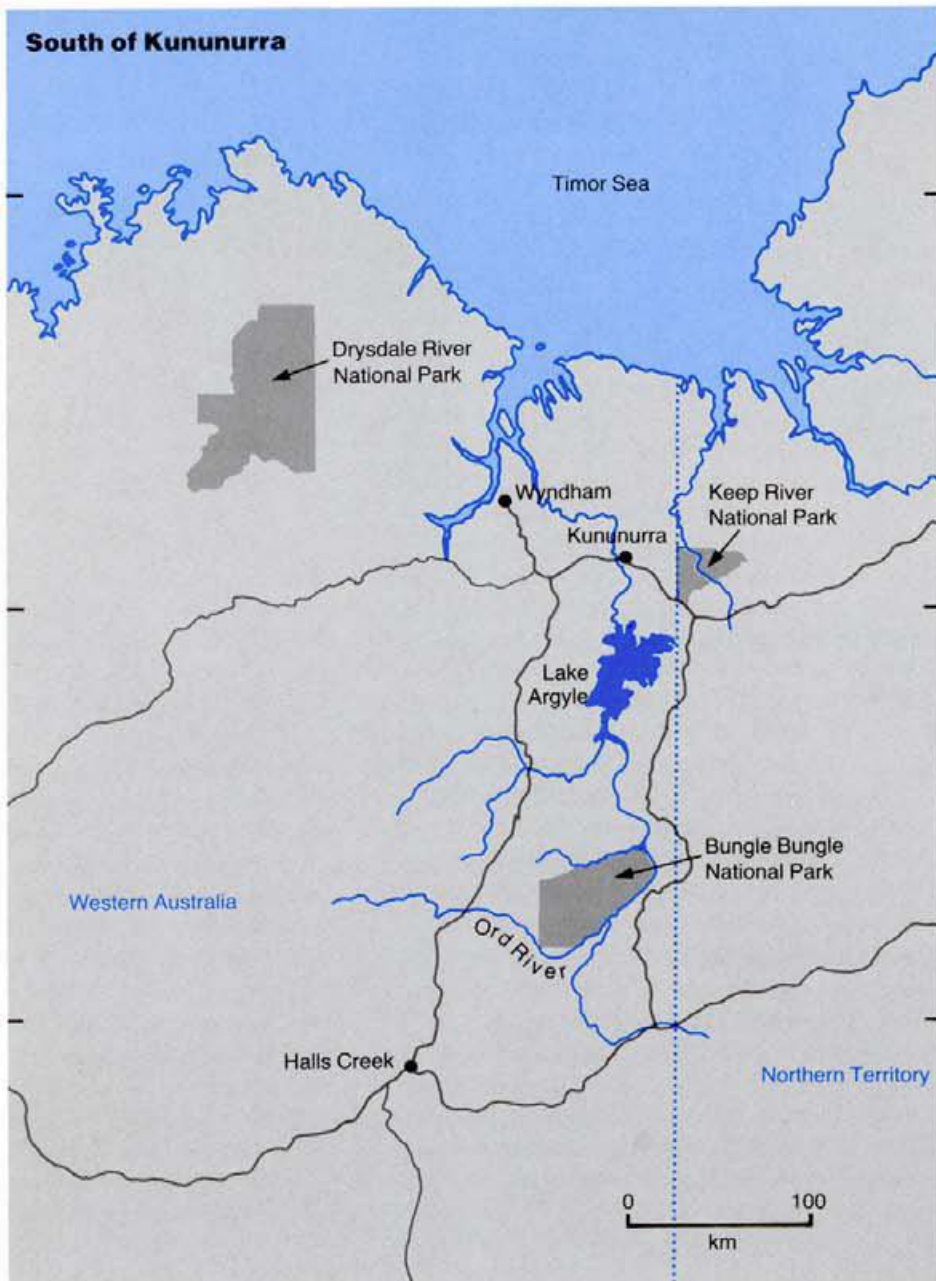 South of Kununurra
Timor Sea
Drysdale River
National Park
Wyndham
Keep River
National Park
Kununurra
Lake
Argyle
Bungle Bungle
National Park
Western Australia
Ord River
Halls Creek
Northern Territory
0 100
km